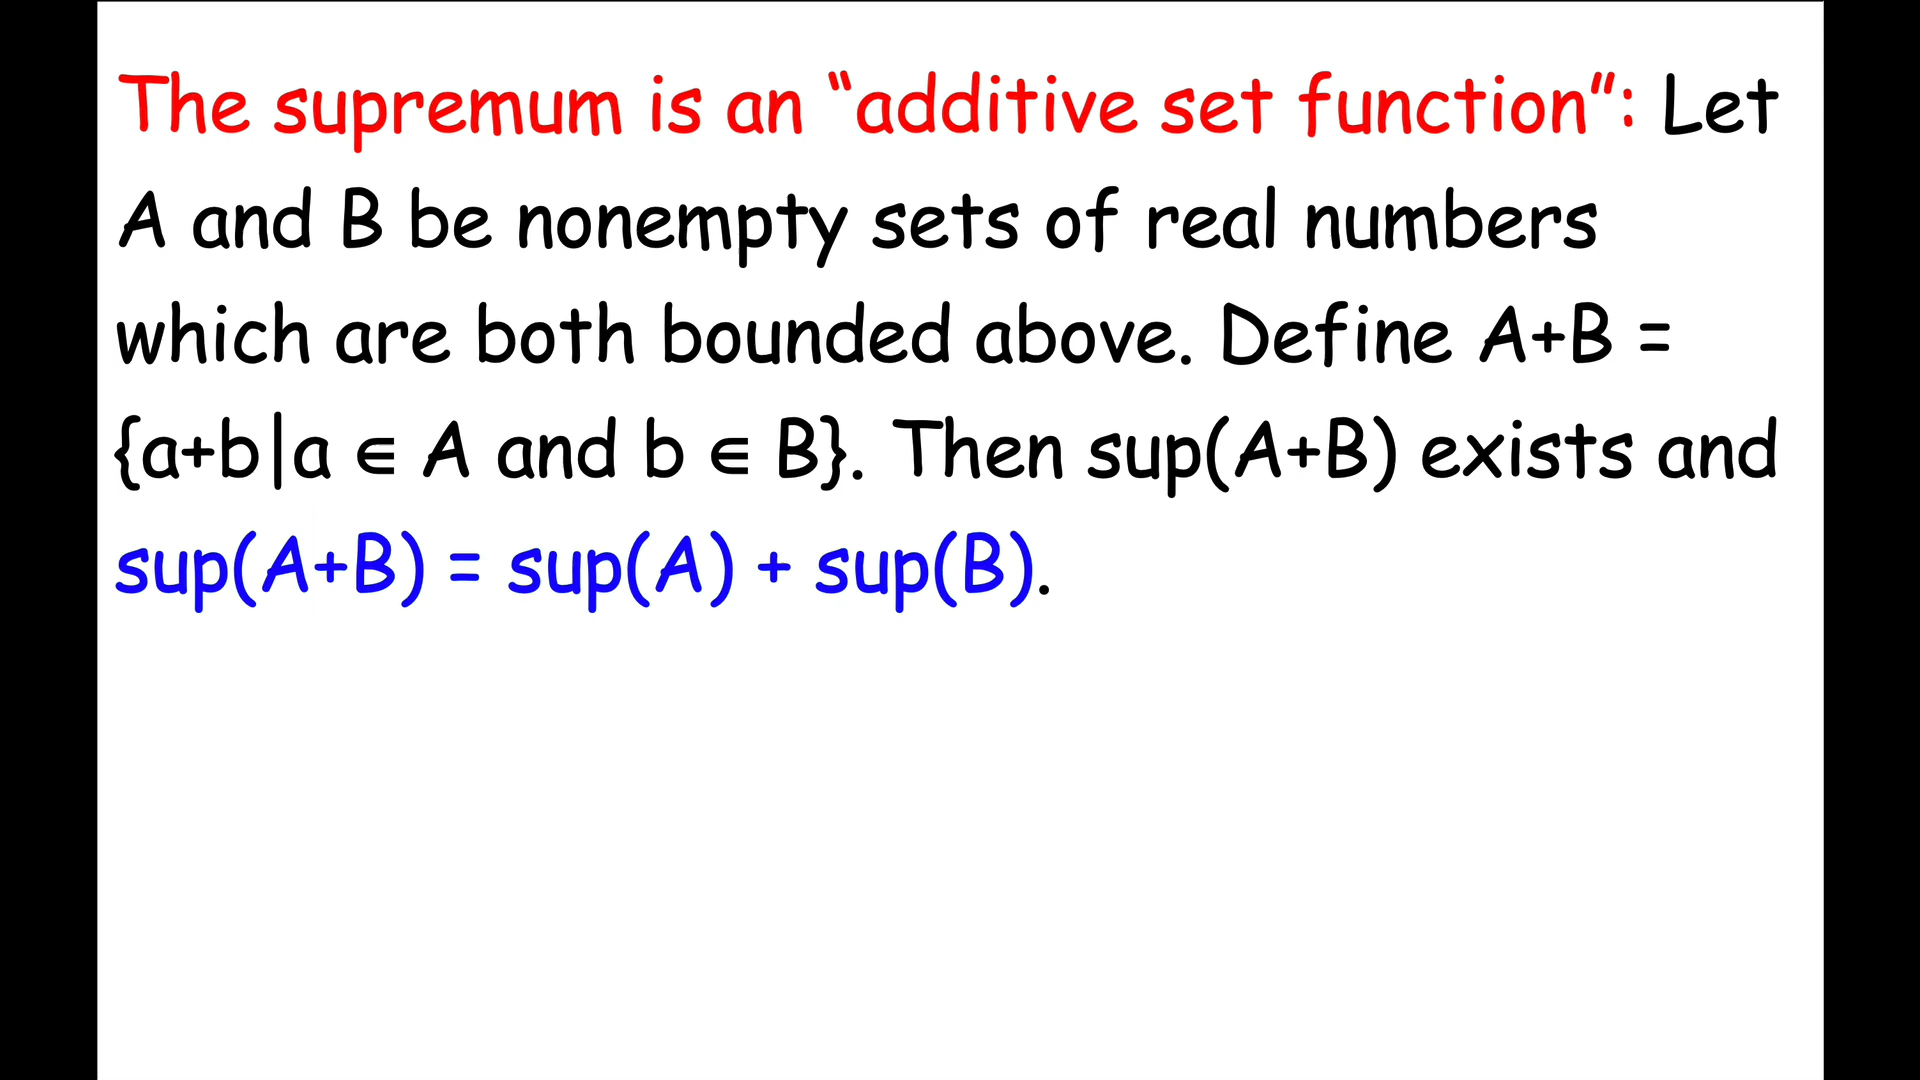 The supremum is an “additive set function”: Let
A and B be nonempty sets of real numbers
which are both bounded above. Define A+B =
{a+b|a ∈ A and b ∈ B}. Then sup(A+B) exists and
sup(A+B) = sup(A) + sup(B).